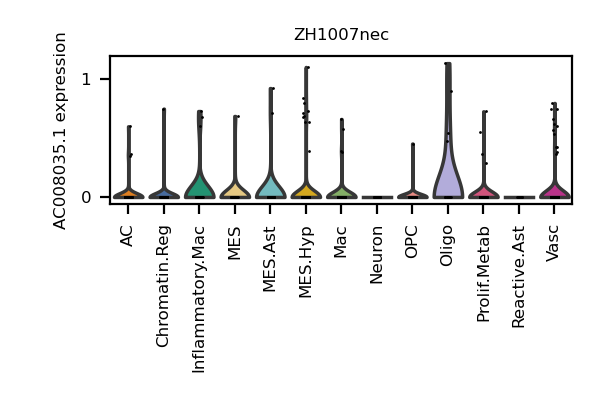 ZH1007nec
AC008035.1 expression
1
0
AC
Chromatin.Reg
Inflammatory.Mac
MES
MES.Ast
MES.Hyp
Mac
Neuron
OPC
Oligo
Prolif.Metab
Reactive.Ast
Vasc